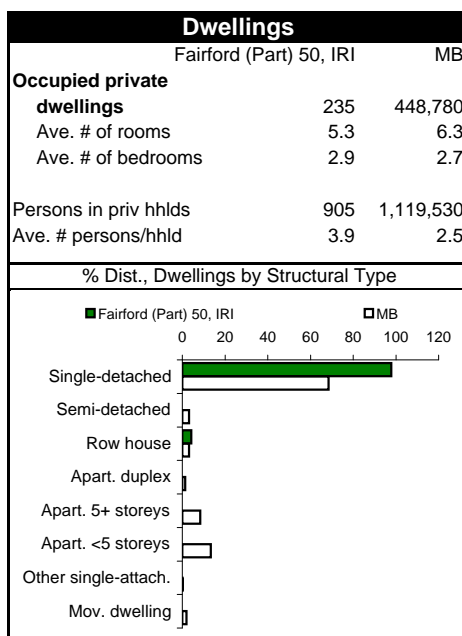 Dwellings
Fairford (Part) 50, IRI MB
Occupied private
dwellings 235 448,780
Ave. # of rooms 5.3 6.3
Ave. # of bedrooms 2.9 2.7
Persons in priv hhlds 905 1,119,530
Ave. # persons/hhld 3.9 2.5
% Dist., Dwellings by Structural Type
Fairford (Part) 50, IRI MB
0 20 40 60 80 100 120
Single-detached
Semi-detached
Row house
Apart. duplex
Apart. 5+ storeys
Apart. <5 storeys
Other single-attach.
Mov. dwelling